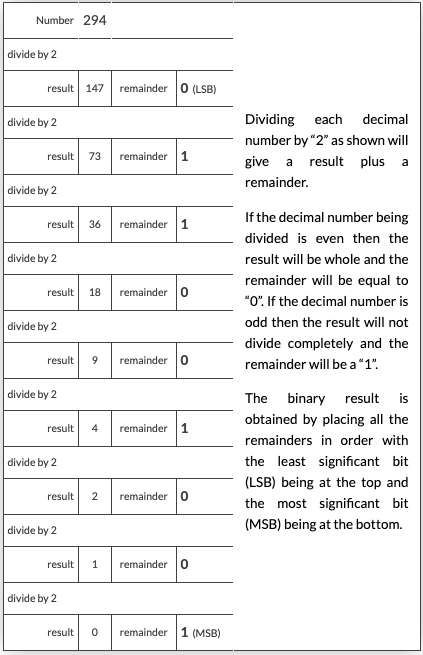 Number 294
divide by 2
result 147 remainder 0 (LSB)
divide by 2
result 73 remainder 1
divide by 2
result 36 remainder 1
divide by 2
result 18 remainder 0
divide by 2
result 9 remainder 0
divide by 2
result 4 remainder 1
divide by 2
result 2 remainder 0
divide by 2
result 1 remainder 0
divide by 2
result 0 remainder 1 (MSB)
Dividing each decimal
number by “2” as shown will
give a result plus a
remainder.
If the decimal number being
divided is even then the
result will be whole and the
remainder will be equal to
“0”. If the decimal number is
odd then the result will not
divide completely and the
remainder will be a “1”.
The binary result is
obtained by placing all the
remainders in order with
the least significant bit
(LSB) being at the top and
the most significant bit
(MSB) being at the bottom.